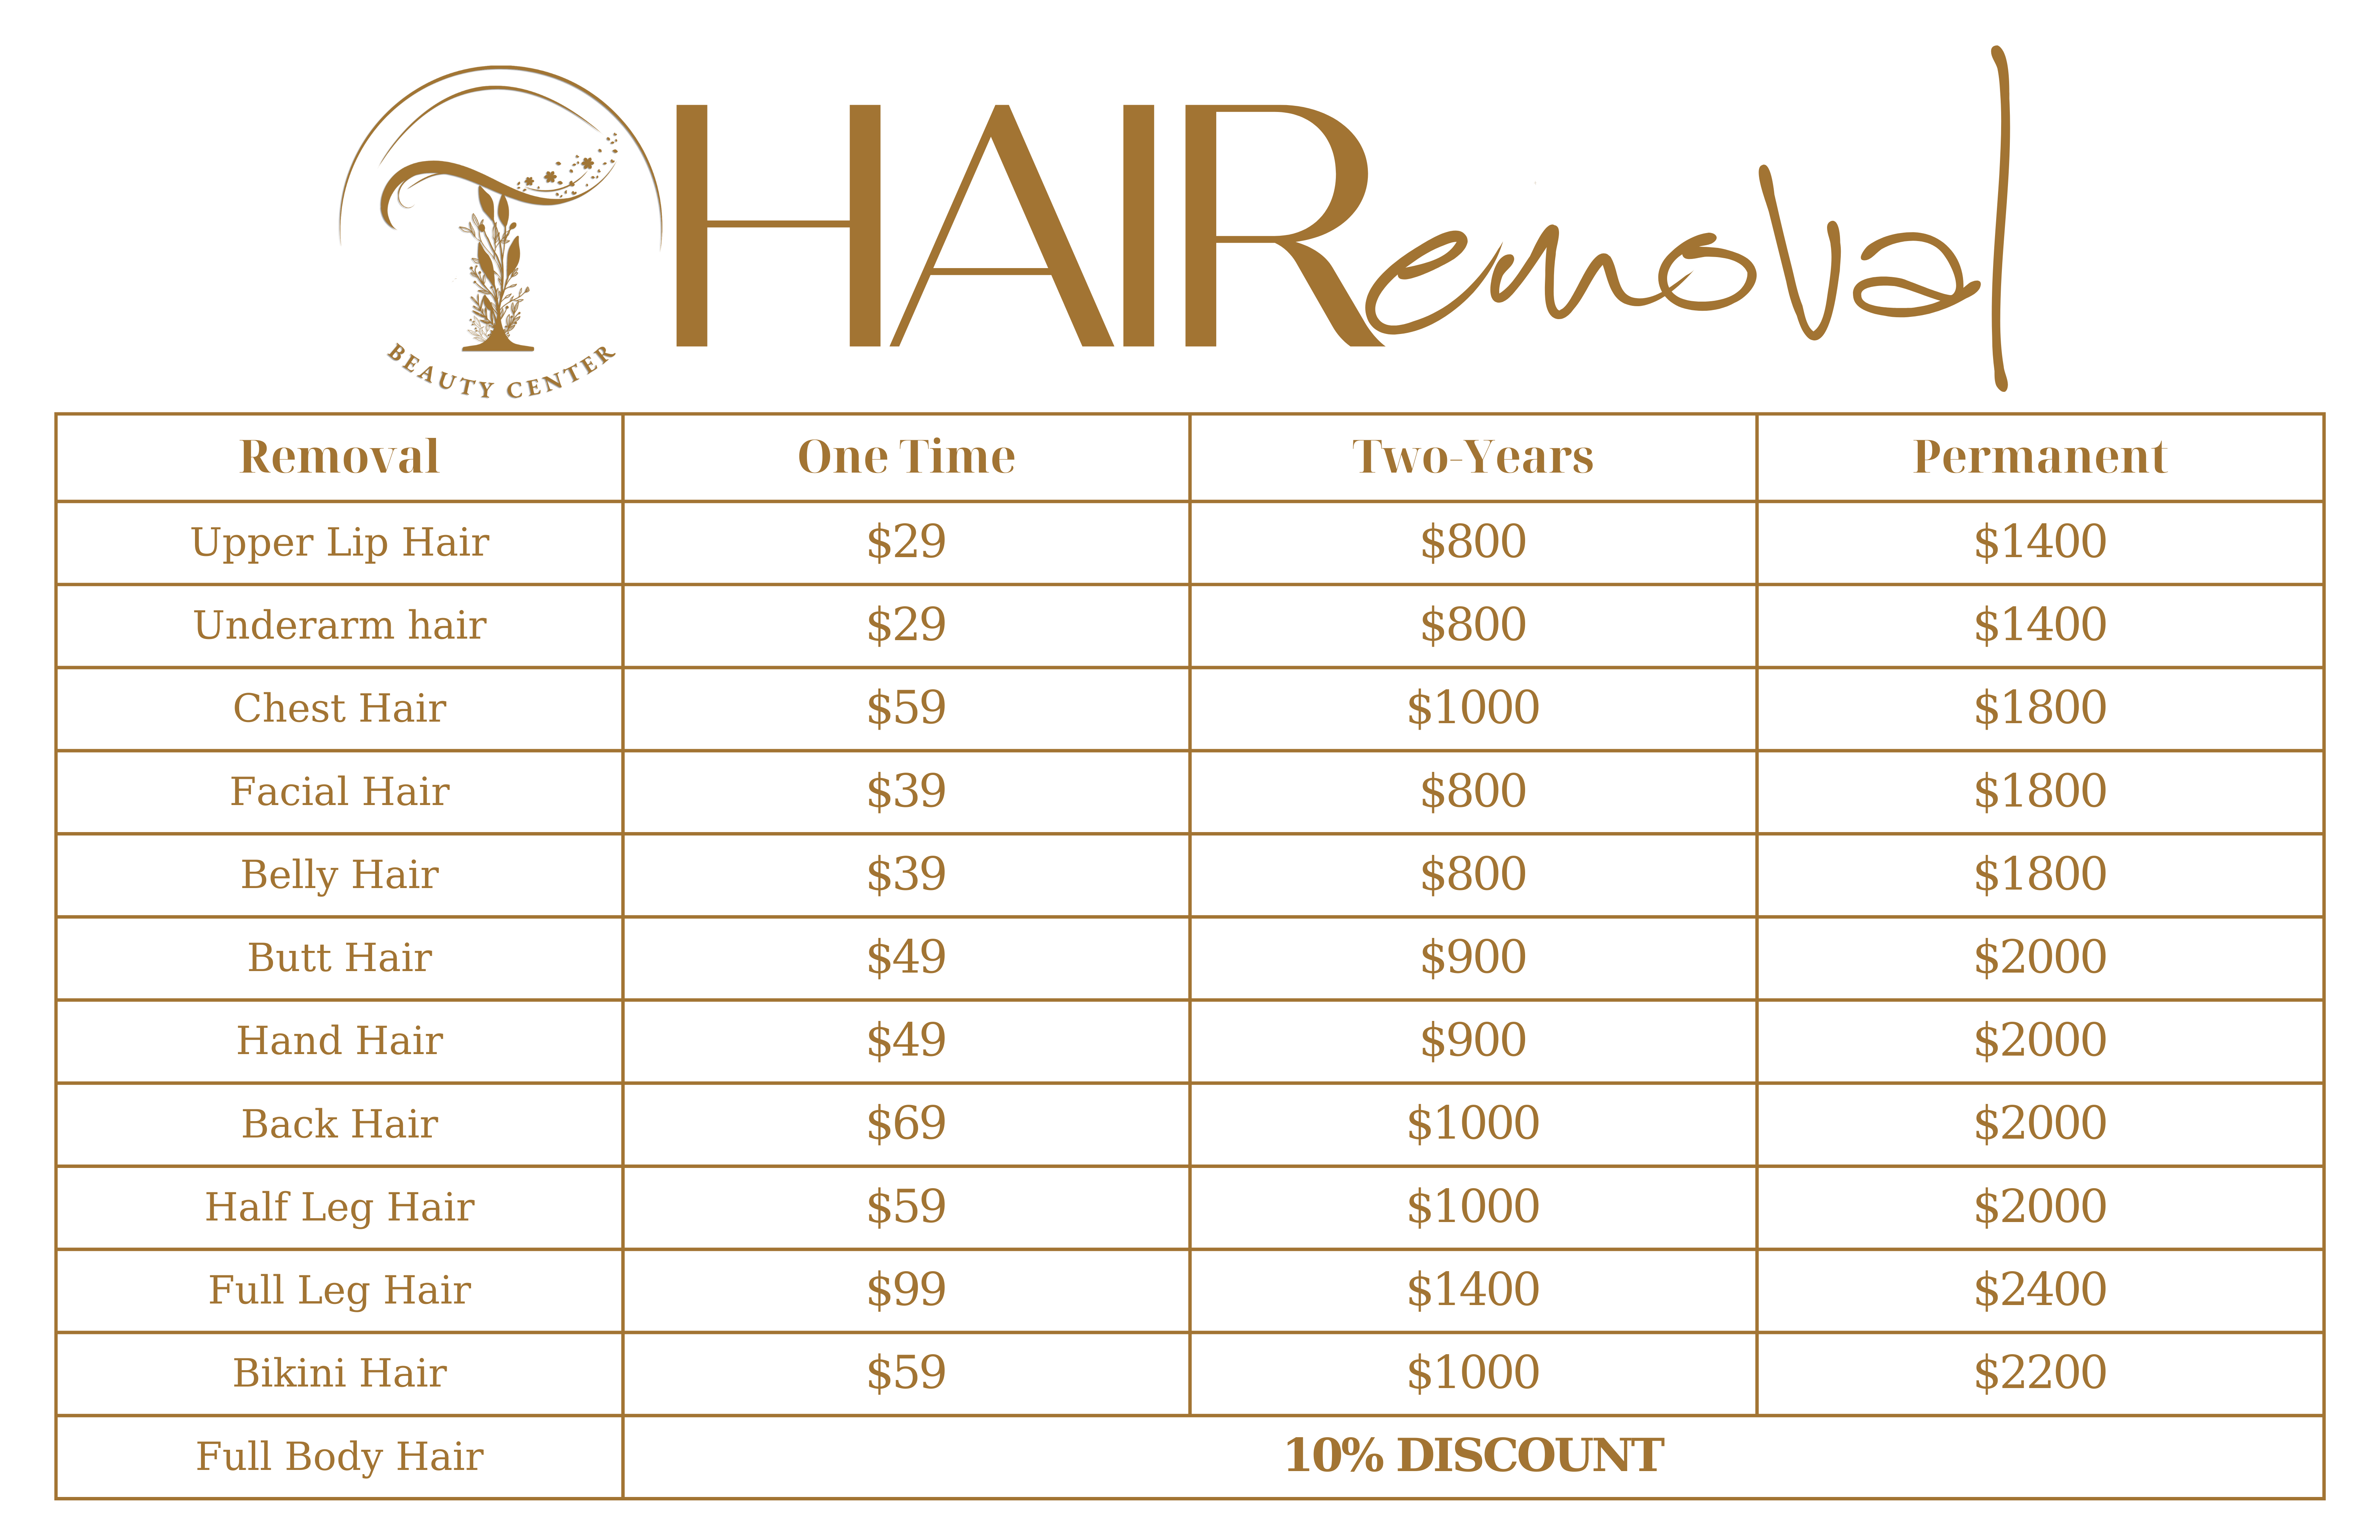 BEAUTY CENTER
HAIRemoval
Removal One Time Two-Years Permanent
Upper Lip Hair $29 $800 $1400
Underarm hair $29 $800 $1400
Chest Hair $59 $1000 $1800
Facial Hair $39 $800 $1800
Belly Hair $39 $800 $1800
Butt Hair $49 $900 $2000
Hand Hair $49 $900 $2000
Back Hair $69 $1000 $2000
Half Leg Hair $59 $1000 $2000
Full Leg Hair $99 $1400 $2400
Bikini Hair $59 $1000 $2200
Full Body Hair 10% DISCOUNT